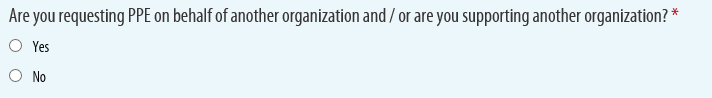 Are you requesting PPE on behalf of another organization and / or are you supporting another organization? *
Yes
No